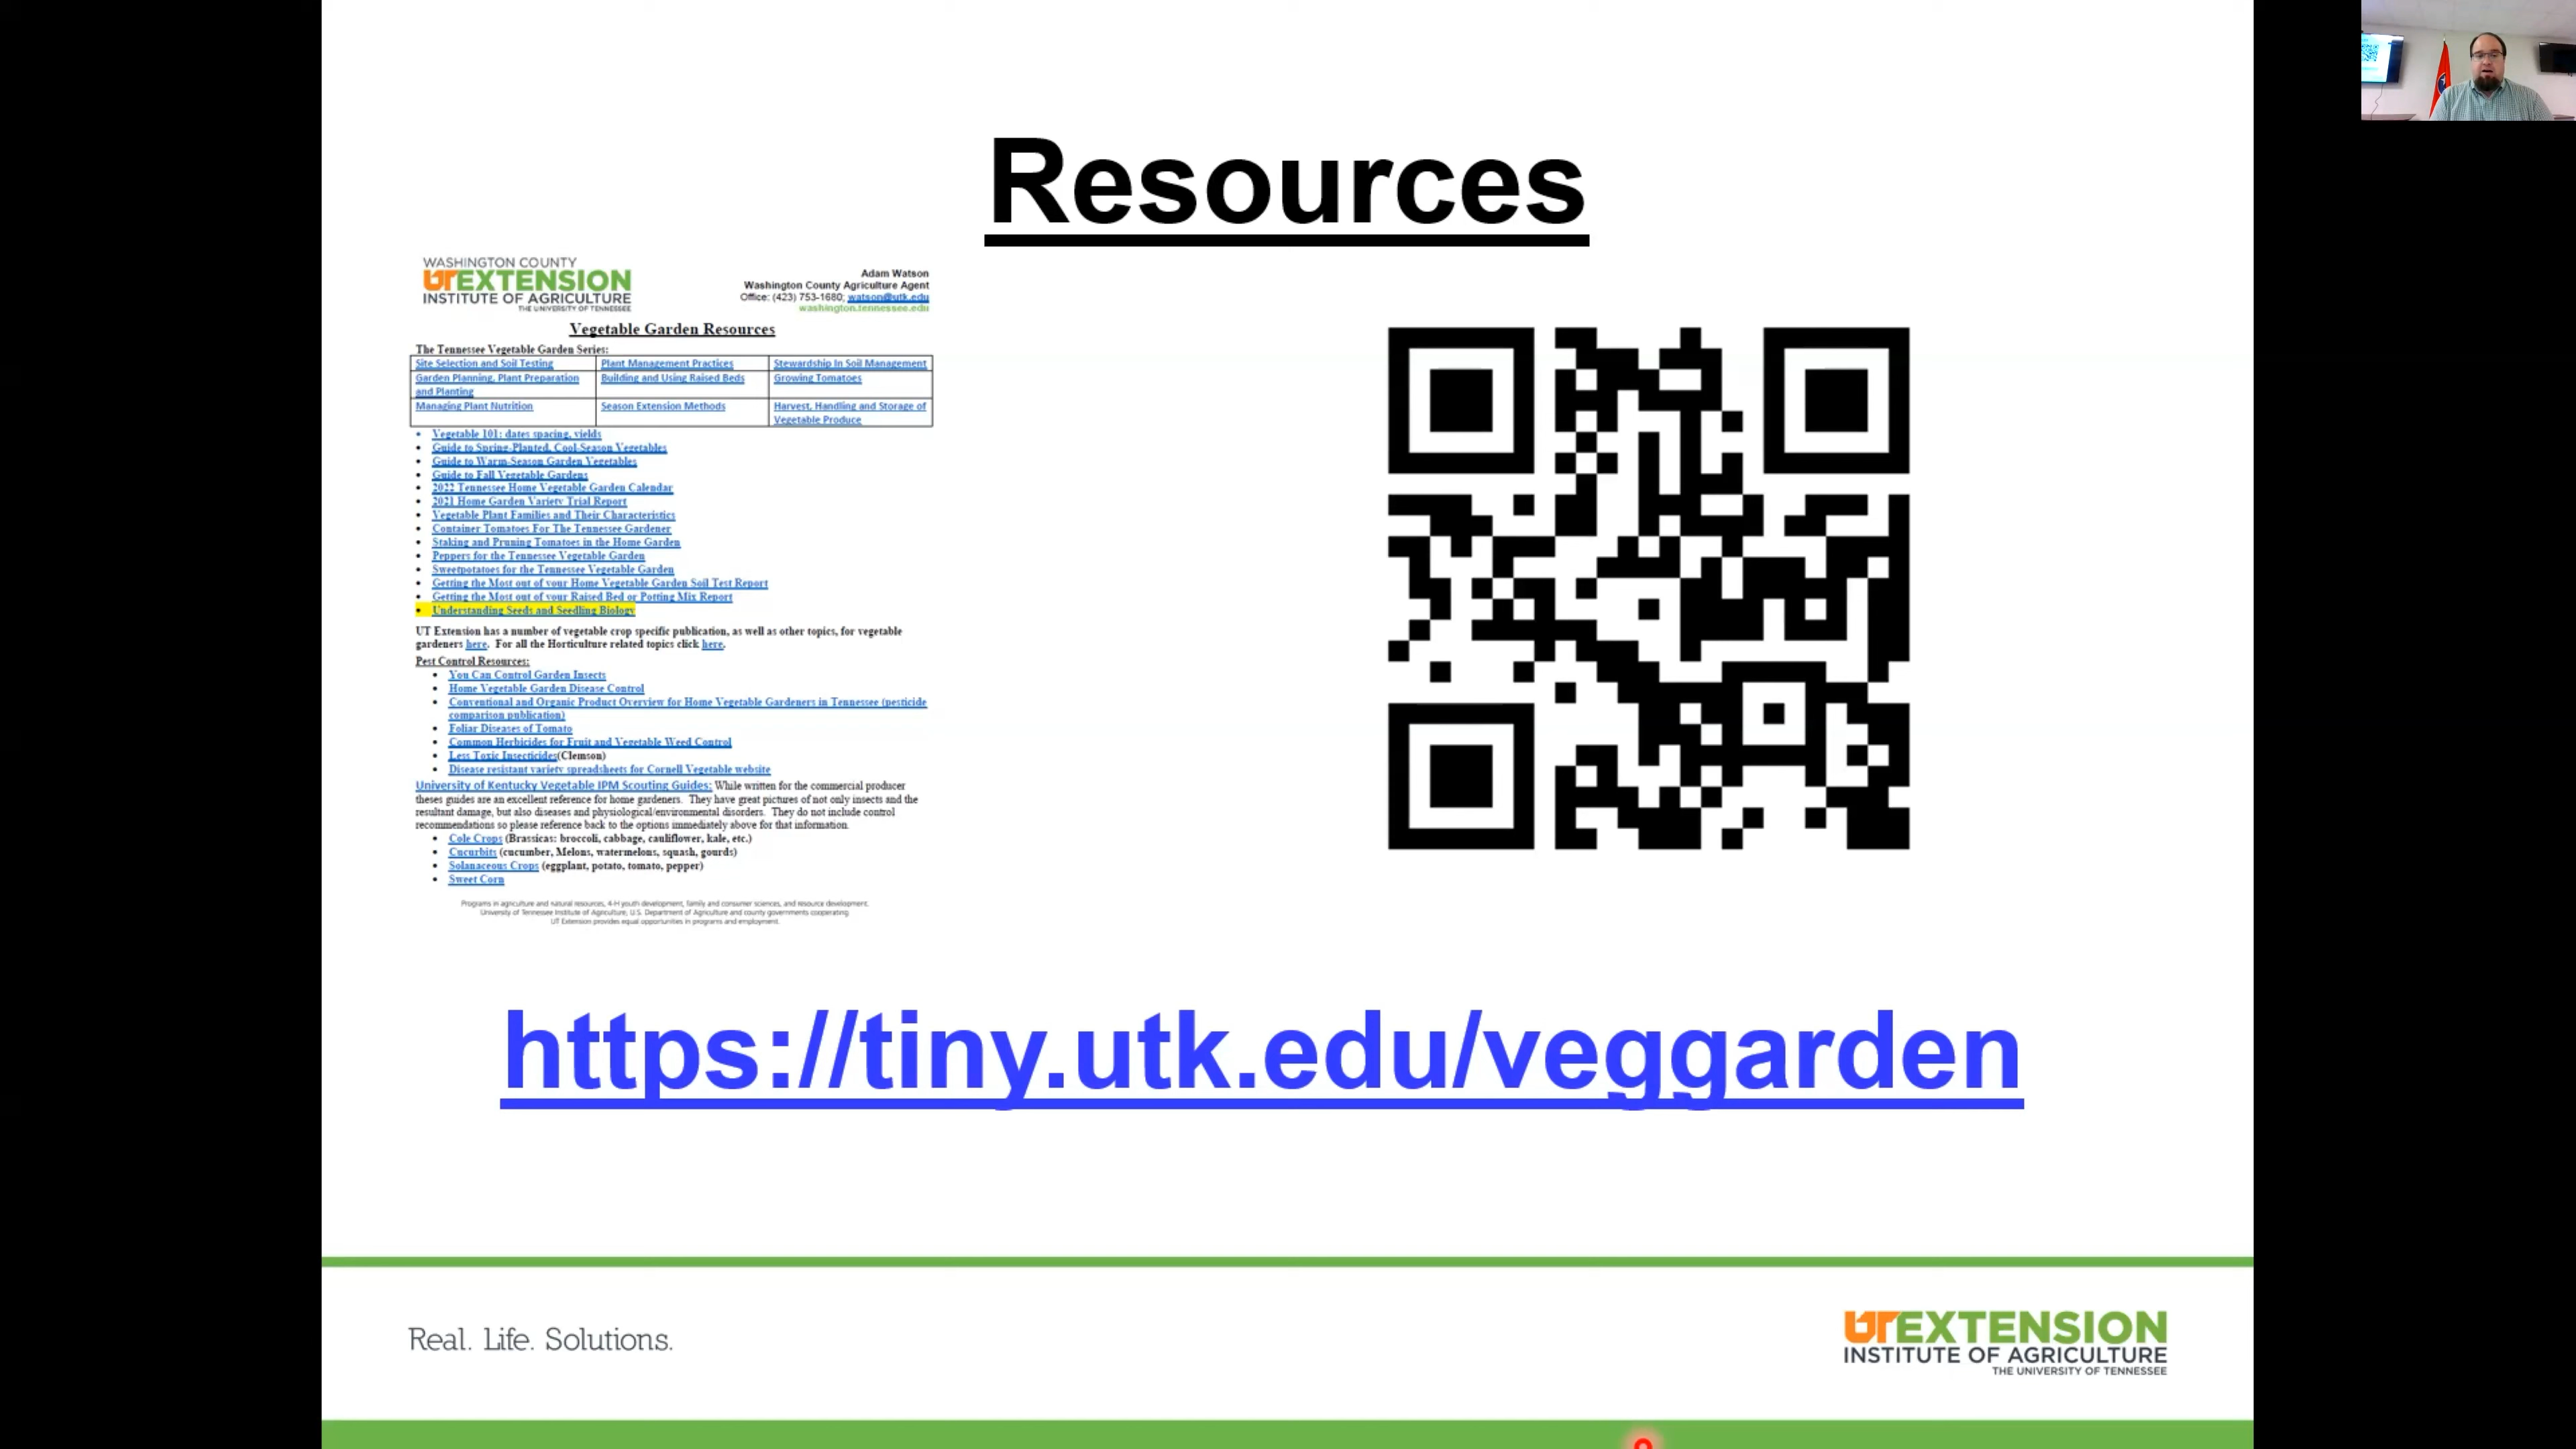 Resources
WASHINGTON COUNTY
UTEXTENSION
INSTITUTE OF AGRICULTURE
THE UNIVERSITY OF TENNESSEE
Adam Watson
Washington County Agriculture Agent
Office: (423) 753-1680; watson@utk.edu
washington.tennessee.edu
Vegetable Garden Resources
The Tennessee Vegetable Garden Series:
Site Selection and Soil Testing
Plant Management Practices
Stewardship In Soil Management
Garden Planning, Plant Preparation
and Planting
Building and Using Raised Beds
Growing Tomatoes
Managing Plant Nutrition
Season Extension Methods
Harvest, Handling and Storage of
Vegetable Produce
• Vegetable 101: dates spacing, yields
• Guide to Spring-Planted, Cool-Season Vegetables
• Guide to Warm-Season Garden Vegetables
• Guide to Fall Vegetable Gardens
• 2022 Tennessee Home Vegetable Garden Calendar
• 2021 Home Garden Variety Trial Report
• Vegetable Plant Families and Their Characteristics
• Container Tomatoes For The Tennessee Gardener
• Staking and Pruning Tomatoes in the Home Garden
• Peppers for the Tennessee Vegetable Garden
• Sweetpotatoes for the Tennessee Vegetable Garden
• Getting the Most out of your Home Vegetable Garden Soil Test Report
• Getting the Most out of your Raised Bed or Potting Mix Report
• Understanding Seeds and Seedling Biology
UT Extension has a number of vegetable crop specific publication, as well as other topics, for vegetable
gardeners here. For all the Horticulture related topics click here.
Pest Control Resources:
• You Can Control Garden Insects
• Home Vegetable Garden Disease Control
• Conventional and Organic Product Overview for Home Vegetable Gardeners in Tennessee (pesticide
comparison publication)
• Foliar Diseases of Tomato
• Common Herbicides for Fruit and Vegetable Weed Control
• Less Toxic Insecticides(Clemson)
• Disease resistant variety spreadsheets for Cornell Vegetable website
University of Kentucky Vegetable IPM Scouting Guides: While written for the commercial producer
theses guides are an excellent reference for home gardeners. They have great pictures of not only insects and the
resultant damage, but also diseases and physiological/environmental disorders. They do not include control
recommendations so please reference back to the options immediately above for that information.
• Cole Crops (Brassicas: broccoli, cabbage, cauliflower, kale, etc.)
• Cucurbits (cucumber, Melons, watermelons, squash, gourds)
• Solanaceous Crops (eggplant, potato, tomato, pepper)
• Sweet Corn
Programs in agriculture and natural resources, 4-H youth development, family and consumer sciences, and resource development.
University of Tennessee Institute of Agriculture, U.S. Department of Agriculture and county governments cooperating.
UT Extension provides equal opportunities in programs and employment.
https://tiny.utk.edu/veggarden
Real. Life. Solutions.
UTEXTENSION
INSTITUTE OF AGRICULTURE
THE UNIVERSITY OF TENNESSEE